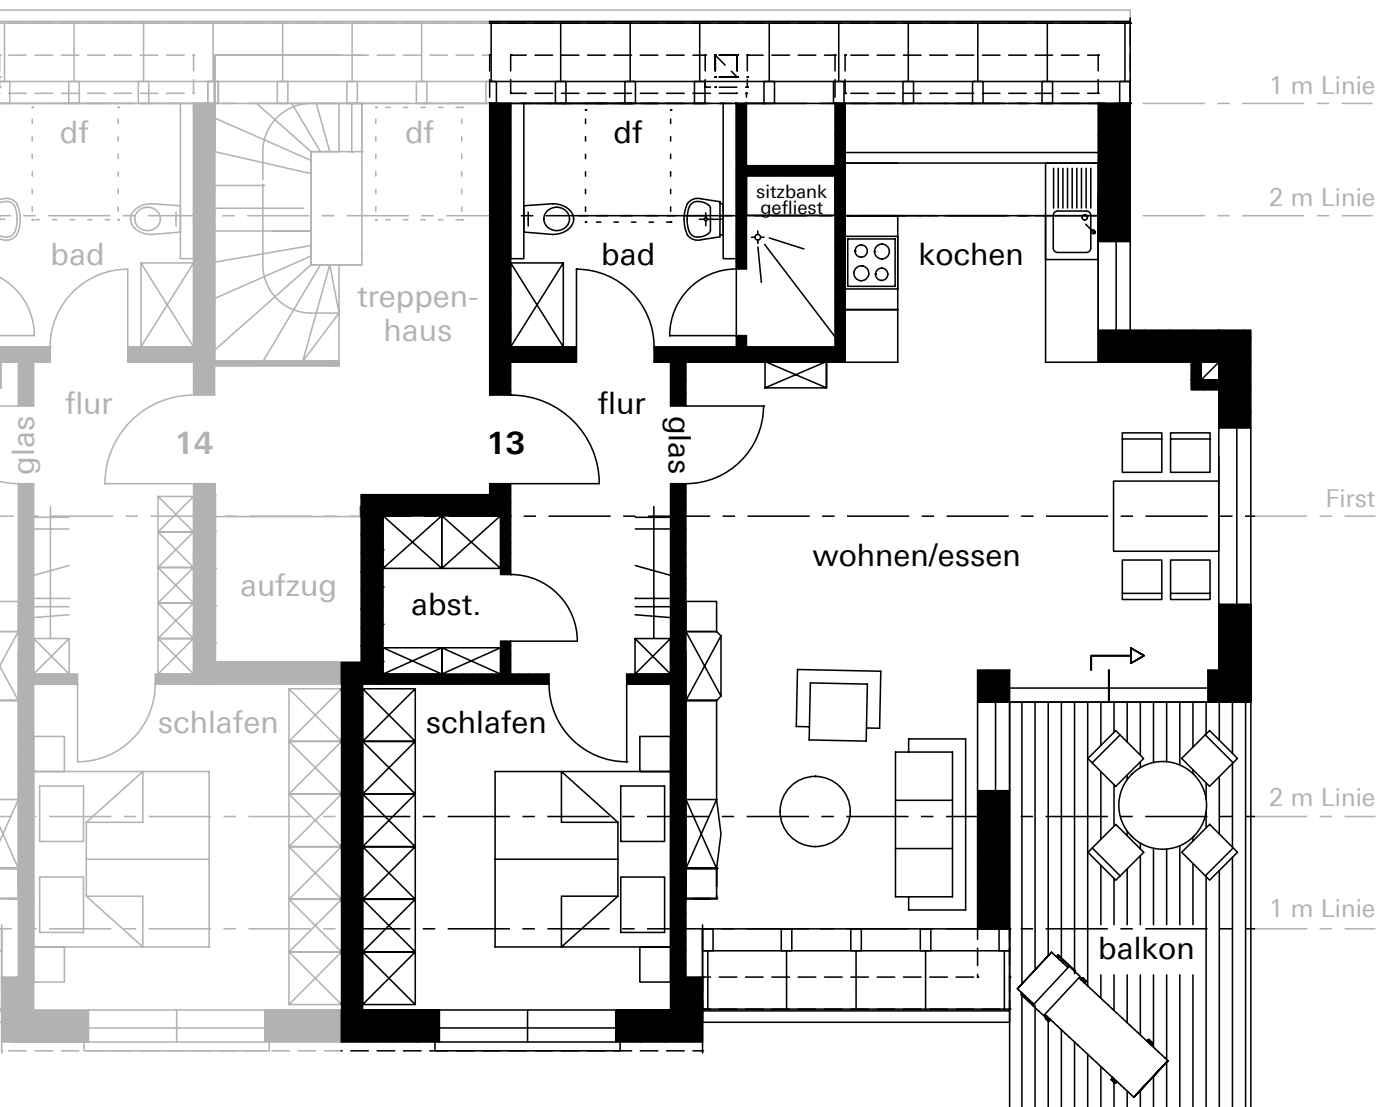 1 m Linie
df
df
df
2 m Linie
sitzbank
gefliest
bad
bad
kochen
treppen-
haus
flur
flur
glas
14
13
glas
First
wohnen/essen
aufzug
abst.
schlafen
schlafen
2 m Linie
1 m Linie
balkon